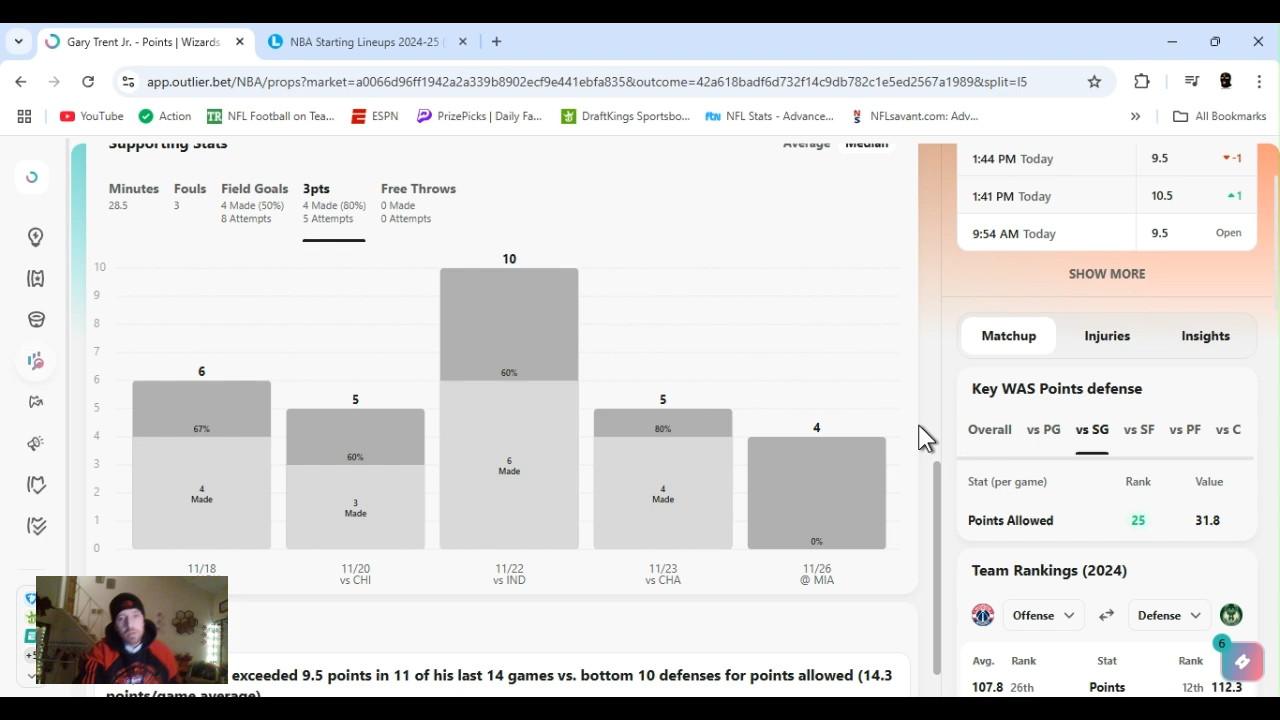 Gary Trent Jr. - Points | Wizards
NBA Starting Lineups 2024-25
app.outlier.bet/NBA/props?market=a0066d96ff1942a2a339b8902ecf9e441ebfa835&outcome=42a618badf6d732f14c9db782c1e5ed2567a1989&split=l5
YouTube
Action
NFL Football on Tea...
ESPN
PrizePicks | Daily Fa...
DraftKings Sportsbo...
NFL Stats - Advance...
NFLsavant.com: Adv...
All Bookmarks
Supporting Stats
Average
Median
Minutes
28.5
Fouls
3
Field Goals
4 Made (50%)
8 Attempts
3pts
4 Made (80%)
5 Attempts
Free Throws
0 Made
0 Attempts
10
9
8
7
6
5
4
3
2
1
0
6
67%
4
Made
5
60%
3
Made
10
60%
6
Made
5
80%
4
Made
4
0%
11/18
11/20
vs CHI
11/22
vs IND
11/23
vs CHA
11/26
@ MIA
exceeded 9.5 points in 11 of his last 14 games vs. bottom 10 defenses for points allowed (14.3
points/game average)
1:44 PM Today 9.5 -1
1:41 PM Today 10.5 1
9:54 AM Today 9.5 Open
SHOW MORE
Matchup
Injuries
Insights
Key WAS Points defense
Overall vs PG vs SG vs SF vs PF vs C
Stat (per game) Rank Value
Points Allowed 25 31.8
Team Rankings (2024)
Offense
Defense
6
Avg. Rank Stat Rank
107.8 26th Points 12th 112.3